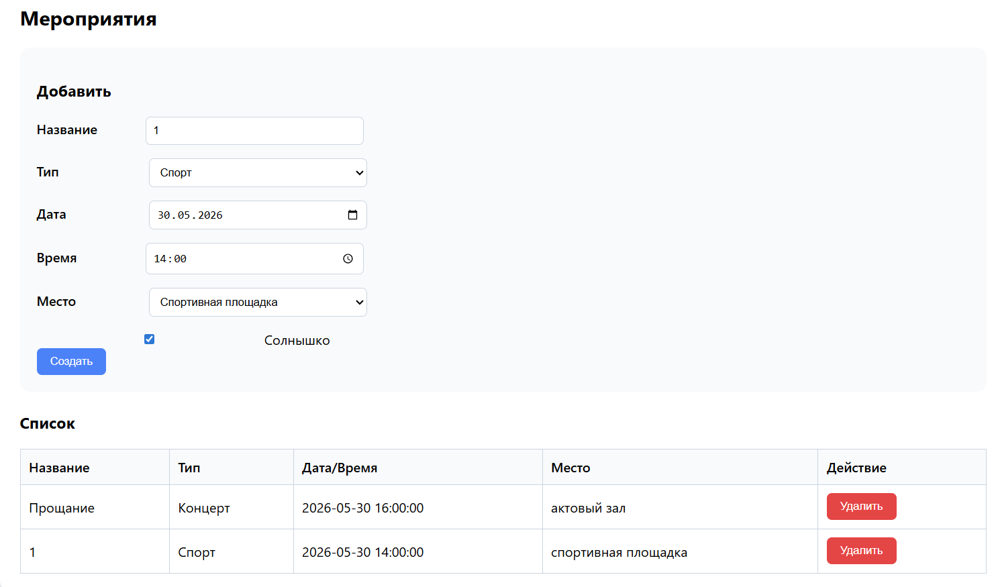 Мероприятия
Добавить
Название 1
Тип Спорт
Дата 30.05.2026
Время 14:00
Место Спортивная площадка
Солнышко
Создать
Список
Название Тип Дата/Время Место Действие
Прощание Концерт 2026-05-30 16:00:00 актовый зал Удалить
1 Спорт 2026-05-30 14:00:00 спортивная площадка Удалить